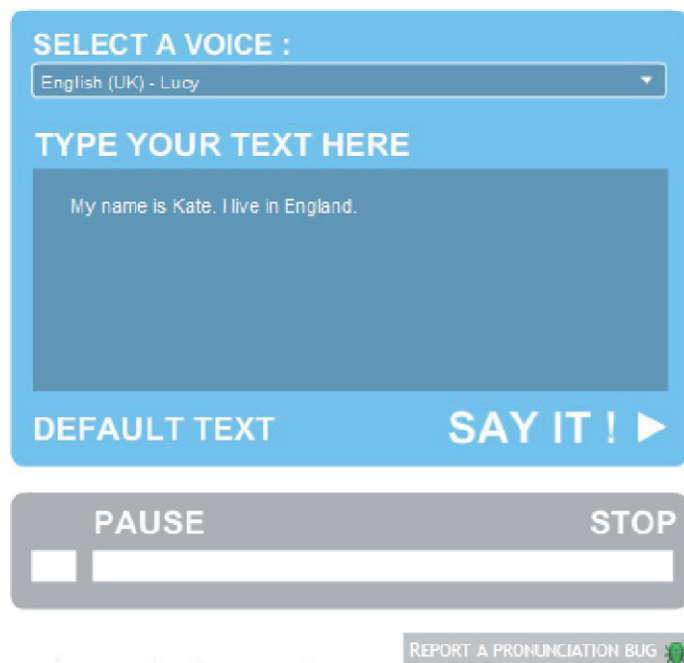 SELECT A VOICE :
English (UK) - Lucy
TYPE YOUR TEXT HERE
My name is Kate. I live in England.
DEFAULT TEXT
SAY IT !
PAUSE
STOP
REPORT A PRONUNCIATION BUG